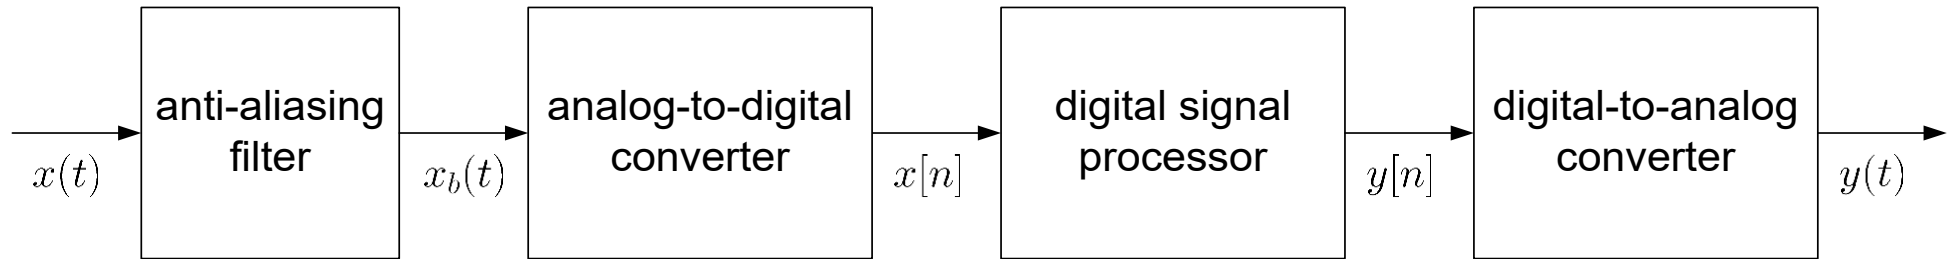 anti-aliasing
filter
analog-to-digital
converter
digital signal
processor
digital-to-analog
converter
x(t)
x_b(t)
x[n]
y[n]
y(t)